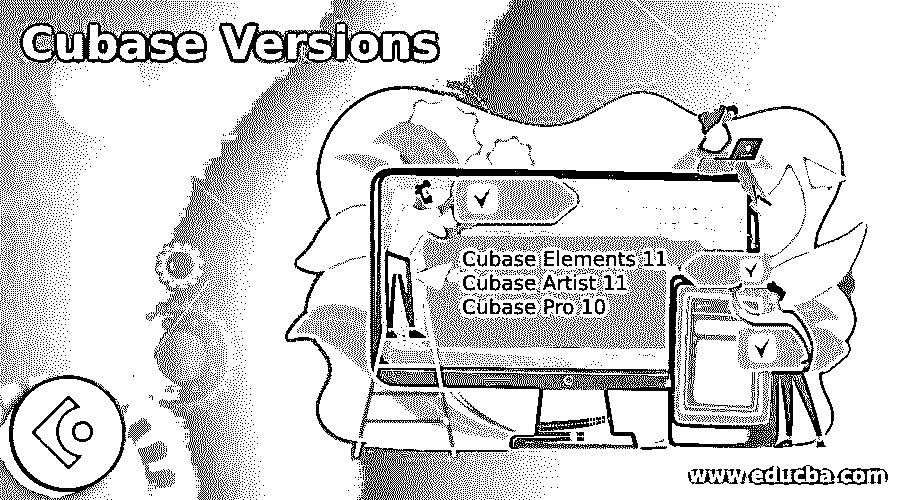 Cubase Versions
Cubase Elements 11
Cubase Artist 11
Cubase Pro 10
www.educba.com